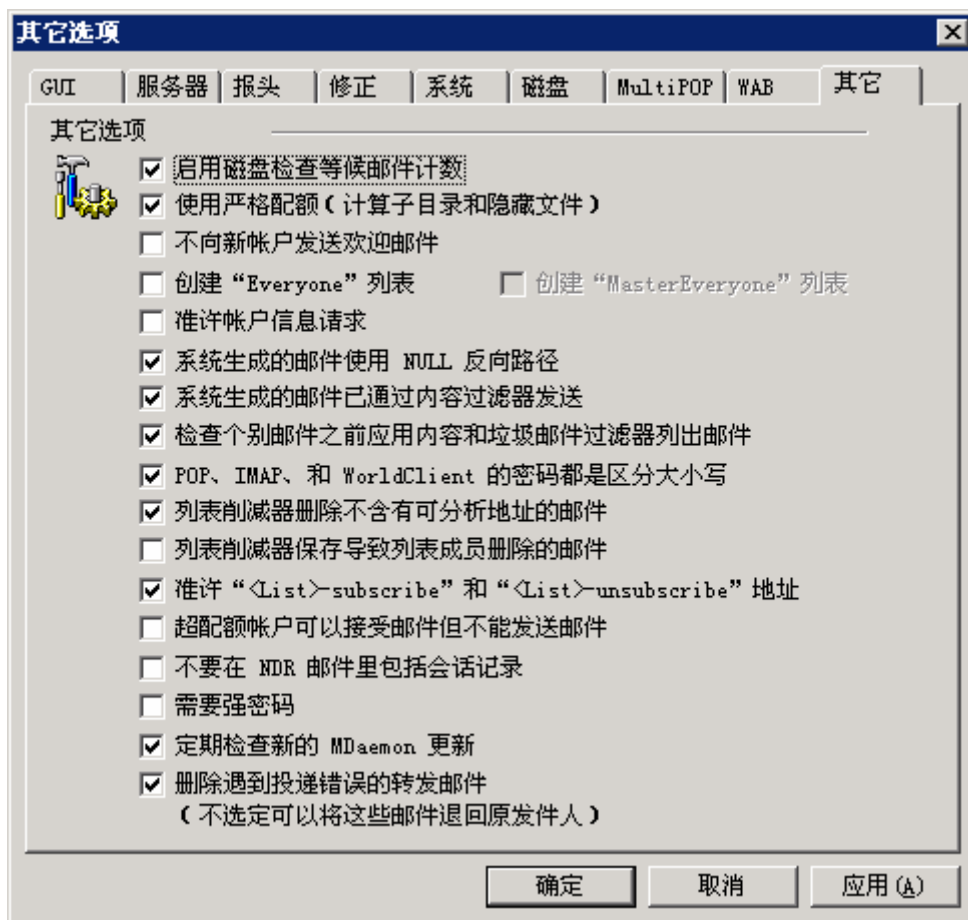 其它选项
GUI 服务器 报头 修正 系统 磁盘 MultiPOP WAB 其它
其它选项
启用磁盘检查等候邮件计数
使用严格配额(计算子目录和隐藏文件)
不向新帐户发送欢迎邮件
创建“Everyone”列表 创建“MasterEveryone”列表
准许帐户信息请求
系统生成的邮件使用 NULL 反向路径
系统生成的邮件已通过内容过滤器发送
检查个别邮件之前应用内容和垃圾邮件过滤器列出邮件
POP、IMAP、和 WorldClient 的密码都是区分大小写
列表削减器删除不含有可分析地址的邮件
列表削减器保存导致列表成员删除的邮件
准许“<List>-subscribe”和“<List>-unsubscribe”地址
超配额帐户可以接受邮件但不能发送邮件
不要在 NDR 邮件里包括会话记录
需要强密码
定期检查新的 MDaemon 更新
删除遇到投递错误的转发邮件
(不选定可以将这些邮件退回原发件人)
确定 取消 应用(A)